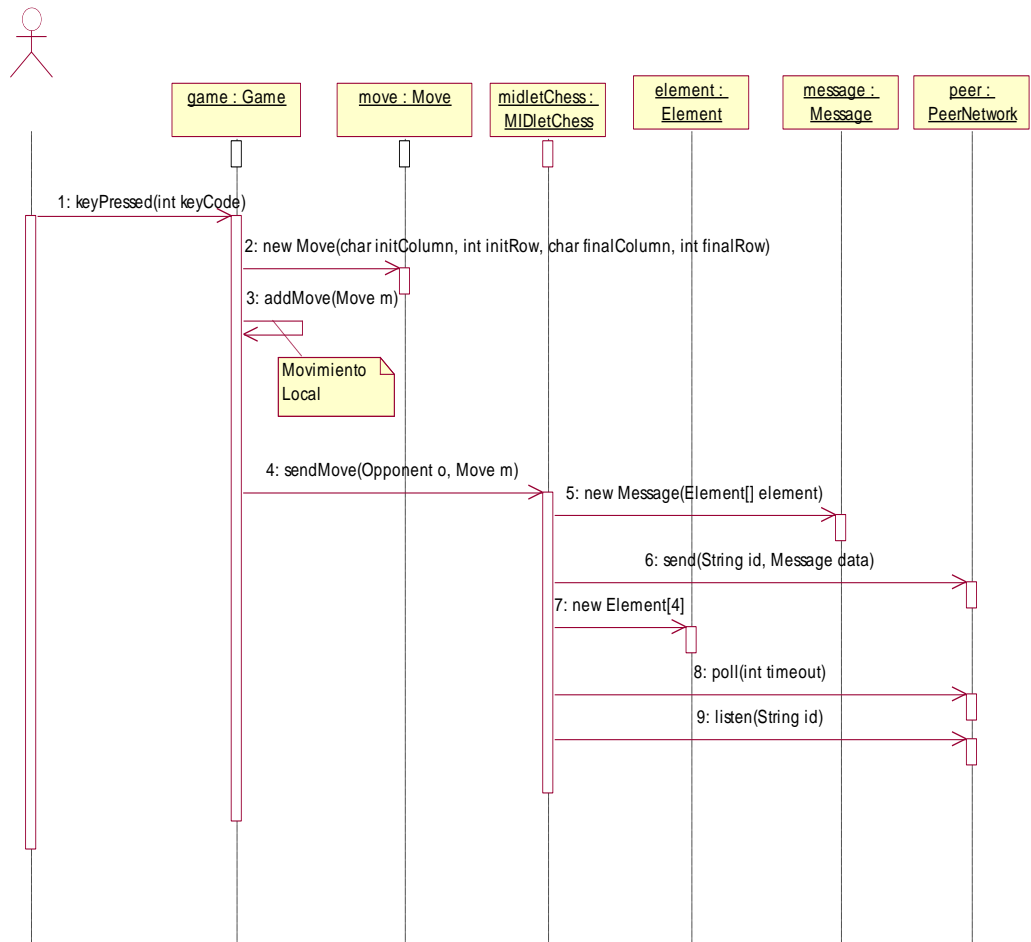 game : Game
move : Move
midletChess :
MIDletChess
element :
Element
message :
Message
peer :
PeerNetwork
1: keyPressed(int keyCode)
2: new Move(char initColumn, int initRow, char finalColumn, int finalRow)
3: addMove(Move m)
Movimiento
Local
4: sendMove(Opponent o, Move m)
5: new Message(Element[] element)
6: send(String id, Message data)
7: new Element[4]
8: poll(int timeout)
9: listen(String id)